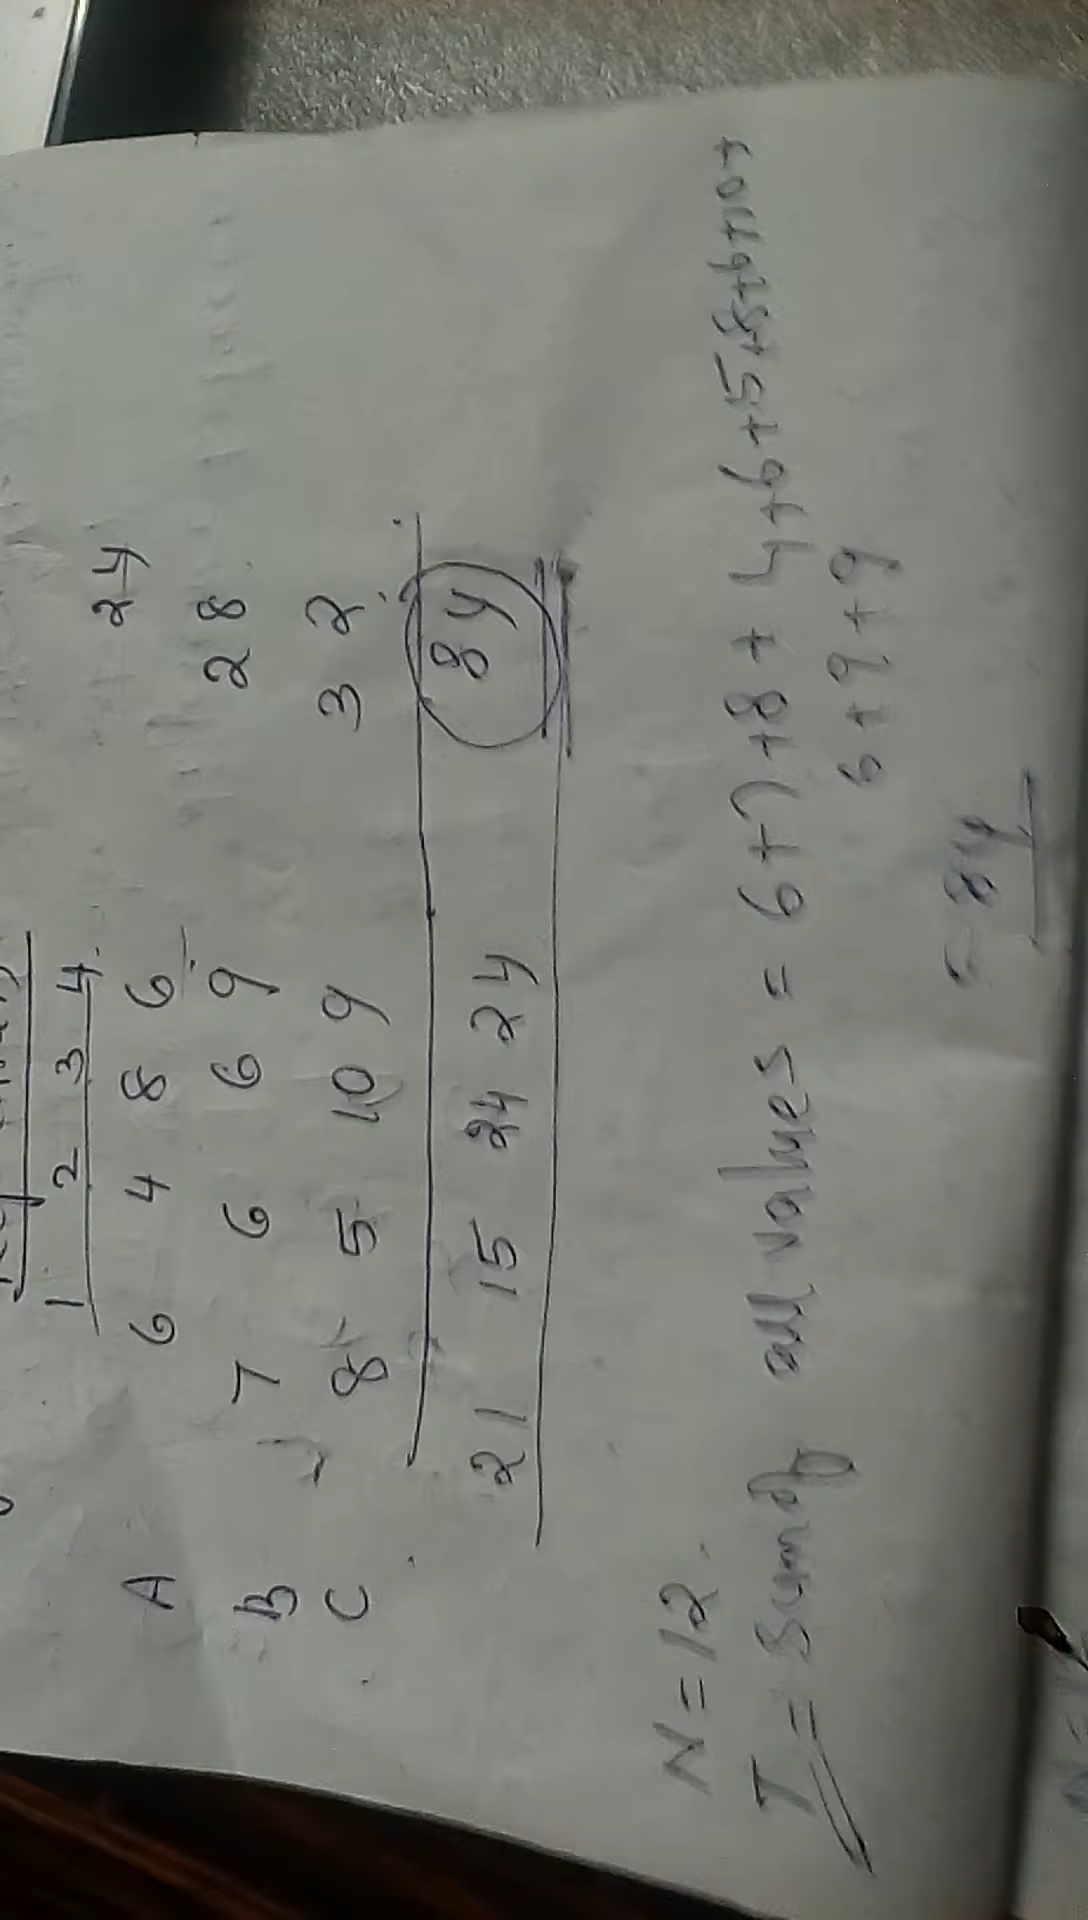 1 2 3 4
A 6 4 8 6 24
B 7 6 6 9 28
C 8 5 10 9 32
21 15 24 24 84
N = 12
T = Sum of all values = 6+7+8+4+6+5+8+6+10+
6+9+9
= 84